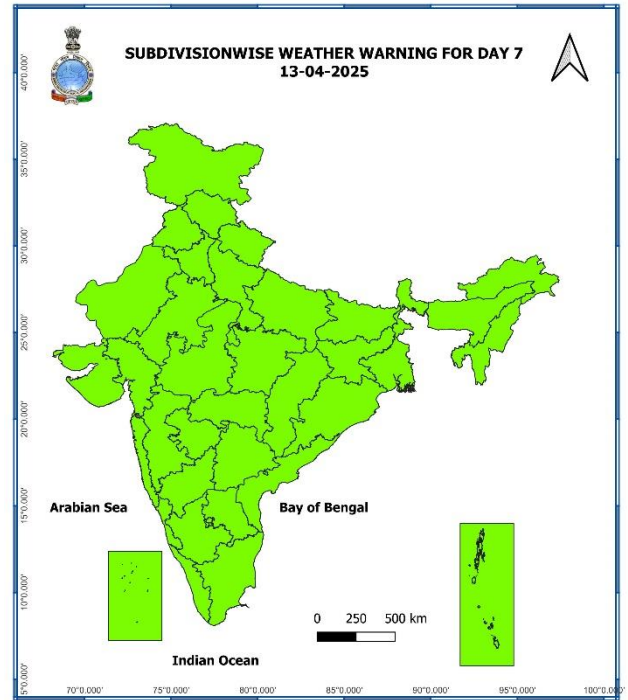 SUBDIVISIONWISE WEATHER WARNING FOR DAY 7
13-04-2025
40°0.000'
35°0.000'
30°0.000'
25°0.000'
20°0.000'
15°0.000'
10°0.000'
5°0.000'
Arabian Sea
Bay of Bengal
0 250 500 km
Indian Ocean
70°0.000' 75°0.000' 80°0.000' 85°0.000' 90°0.000' 95°0.000' 100°0.000'